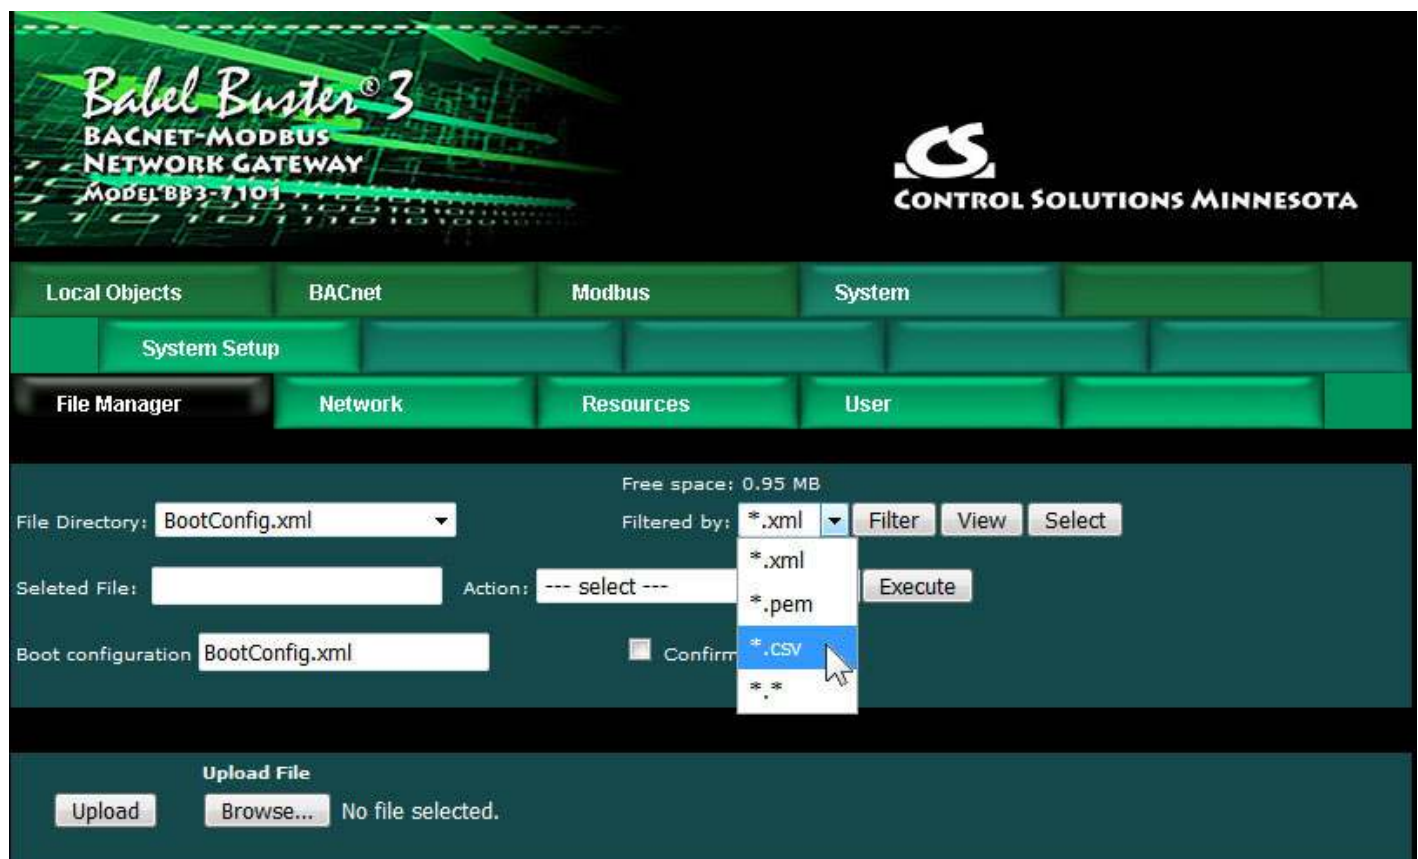 Babel Buster® 3
BACNET-MODBUS
NETWORK GATEWAY
MODEL BB3-7101
CS
CONTROL SOLUTIONS MINNESOTA
Local Objects BACnet Modbus System
System Setup
File Manager Network Resources User
Free space: 0.95 MB
File Directory: BootConfig.xml Filtered by: *.xml Filter View Select
*.xml
Seleted File: Action: --- select --- Execute
*.pem
Boot configuration BootConfig.xml Confirm *.csv
*.*
Upload File
Upload Browse... No file selected.